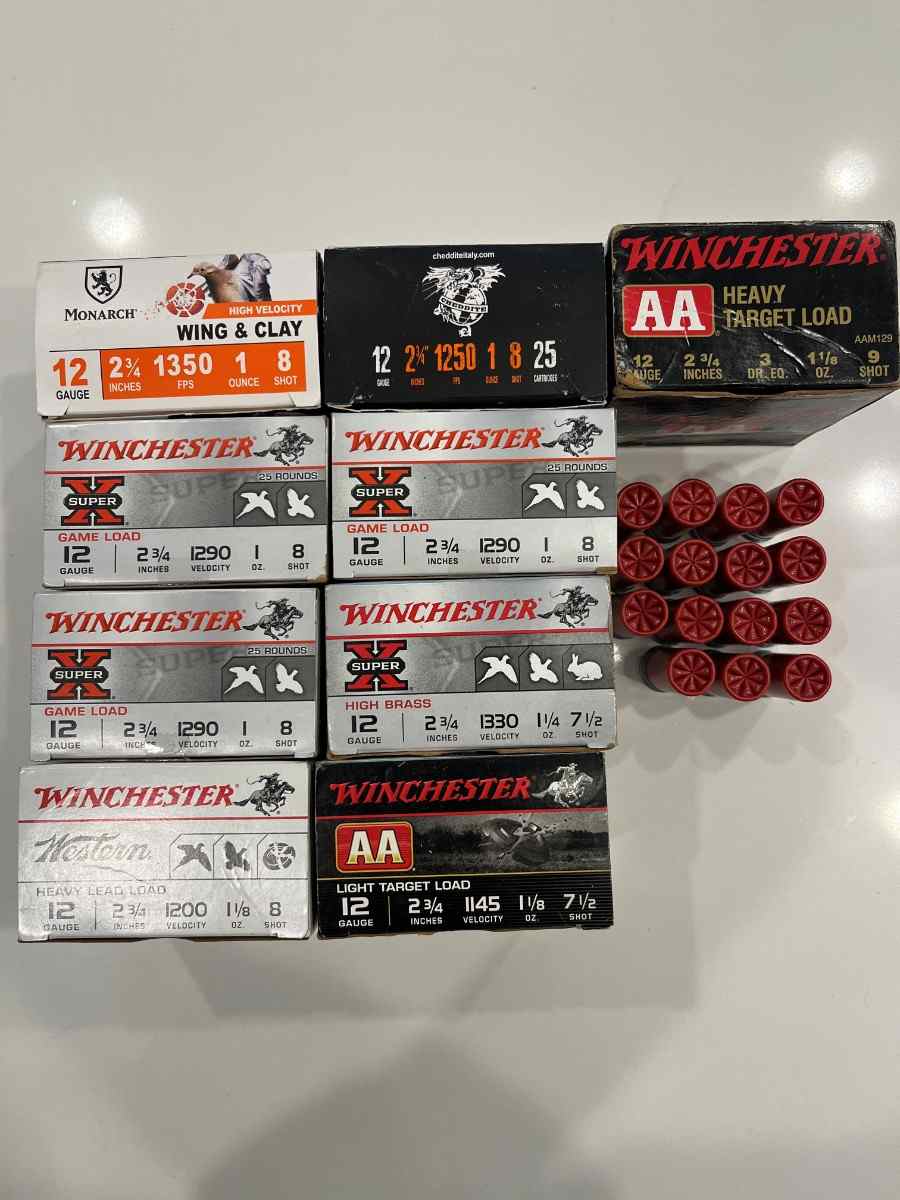 MONARCH
HIGH VELOCITY
WING & CLAY
12 GAUGE
2 3/4 INCHES
1350 FPS
1 OUNCE
8 SHOT
chedditeitaly.com
CHEDDITE
12 GAUGE
2 3/4" INCHES
1250 FPS
1 OUNCE
8 SHOT
25 CARTRIDGES
WINCHESTER®
AA
HEAVY
TARGET LOAD
AAM129
12 GAUGE
2 3/4 INCHES
3 DR. EQ.
1 1/8 OZ.
9 SHOT
WINCHESTER
25 ROUNDS
X SUPER
SUPER
GAME LOAD
12 GAUGE
2 3/4 INCHES
1290 VELOCITY
1 OZ.
8 SHOT
WINCHESTER
25 ROUNDS
X SUPER
SUPER
GAME LOAD
12 GAUGE
2 3/4 INCHES
1290 VELOCITY
1 OZ.
8 SHOT
WINCHESTER
25 ROUNDS
X SUPER
SUPER
GAME LOAD
12 GAUGE
2 3/4 INCHES
1290 VELOCITY
1 OZ.
8 SHOT
WINCHESTER
X SUPER
SUPER
HIGH BRASS
12 GAUGE
2 3/4 INCHES
1330 VELOCITY
1 1/4 OZ.
7 1/2 SHOT
WINCHESTER
Western
HEAVY LEAD LOAD
12 GAUGE
2 3/4 INCHES
1200 VELOCITY
1 1/8 OZ.
8 SHOT
WINCHESTER
AA
LIGHT TARGET LOAD
12 GAUGE
2 3/4 INCHES
1145 VELOCITY
1 1/8 OZ.
7 1/2 SHOT